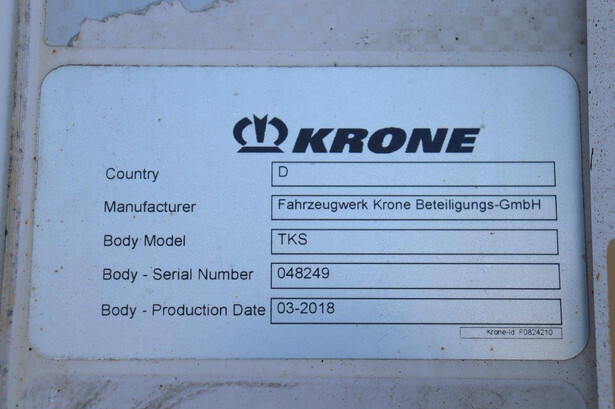 KRONE
Country D
Manufacturer Fahrzeugwerk Krone Beteiligungs-GmbH
Body Model TKS
Body - Serial Number 048249
Body - Production Date 03-2018
Krone-id F0824210